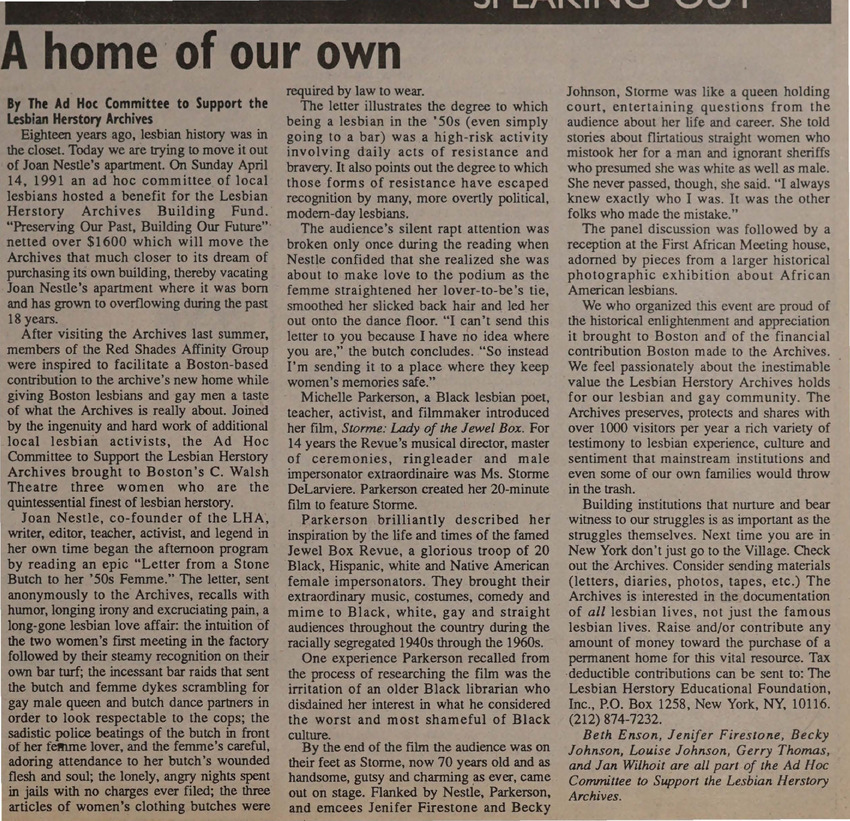 SPEAKING OUT
A home of our own
By The Ad Hoc Committee to Support the
Lesbian Herstory Archives
Eighteen years ago, lesbian history was in
the closet. Today we are trying to move it out
of Joan Nestle's apartment. On Sunday April
14, 1991 an ad hoc committee of local
lesbians hosted a benefit for the Lesbian
Herstory Archives Building Fund.
“Preserving Our Past, Building Our Future”
netted over $1600 which will move the
Archives that much closer to its dream of
purchasing its own building, thereby vacating
Joan Nestle's apartment where it was born
and has grown to overflowing during the past
18 years.
After visiting the Archives last summer,
members of the Red Shades Affinity Group
were inspired to facilitate a Boston-based
contribution to the archive's new home while
giving Boston lesbians and gay men a taste
of what the Archives is really about. Joined
by the ingenuity and hard work of additional
local lesbian activists, the Ad Hoc
Committee to Support the Lesbian Herstory
Archives brought to Boston's C. Walsh
Theatre three women who are the
quintessential finest of lesbian herstory.
Joan Nestle, co-founder of the LHA,
writer, editor, teacher, activist, and legend in
her own time began the afternoon program
by reading an epic “Letter from a Stone
Butch to her '50s Femme.” The letter, sent
anonymously to the Archives, recalls with
humor, longing irony and excruciating pain, a
long-gone lesbian love affair: the intuition of
the two women's first meeting in the factory
followed by their steamy recognition on their
own bar turf; the incessant bar raids that sent
the butch and femme dykes scrambling for
gay male queen and butch dance partners in
order to look respectable to the cops; the
sadistic police beatings of the butch in front
of her femme lover, and the femme's careful,
adoring attendance to her butch's wounded
flesh and soul; the lonely, angry nights spent
in jails with no charges ever filed; the three
articles of women's clothing butches were
required by law to wear.
The letter illustrates the degree to which
being a lesbian in the '50s (even simply
going to a bar) was a high-risk activity
involving daily acts of resistance and
bravery. It also points out the degree to which
those forms of resistance have escaped
recognition by many, more overtly political,
modern-day lesbians.
The audience's silent rapt attention was
broken only once during the reading when
Nestle confided that she realized she was
about to make love to the podium as the
femme straightened her lover-to-be's tie,
smoothed her slicked back hair and led her
out onto the dance floor. “I can't send this
letter to you because I have no idea where
you are,” the butch concludes. “So instead
I'm sending it to a place where they keep
women's memories safe.”
Michelle Parkerson, a Black lesbian poet,
teacher, activist, and filmmaker introduced
her film, Storme: Lady of the Jewel Box. For
14 years the Revue's musical director, master
of ceremonies, ringleader and male
impersonator extraordinaire was Ms. Storme
DeLarviere. Parkerson created her 20-minute
film to feature Storme.
Parkerson brilliantly described her
inspiration by the life and times of the famed
Jewel Box Revue, a glorious troop of 20
Black, Hispanic, white and Native American
female impersonators. They brought their
extraordinary music, costumes, comedy and
mime to Black, white, gay and straight
audiences throughout the country during the
racially segregated 1940s through the 1960s.
One experience Parkerson recalled from
the process of researching the film was the
irritation of an older Black librarian who
disdained her interest in what he considered
the worst and most shameful of Black
culture.
By the end of the film the audience was on
their feet as Storme, now 70 years old and as
handsome, gutsy and charming as ever, came
out on stage. Flanked by Nestle, Parkerson,
and emcees Jenifer Firestone and Becky
Johnson, Storme was like a queen holding
court, entertaining questions from the
audience about her life and career. She told
stories about flirtatious straight women who
mistook her for a man and ignorant sheriffs
who presumed she was white as well as male.
She never passed, though, she said. “I always
knew exactly who I was. It was the other
folks who made the mistake.”
The panel discussion was followed by a
reception at the First African Meeting house,
adorned by pieces from a larger historical
photographic exhibition about African
American lesbians.
We who organized this event are proud of
the historical enlightenment and appreciation
it brought to Boston and of the financial
contribution Boston made to the Archives.
We feel passionately about the inestimable
value the Lesbian Herstory Archives holds
for our lesbian and gay community. The
Archives preserves, protects and shares with
over 1000 visitors per year a rich variety of
testimony to lesbian experience, culture and
sentiment that mainstream institutions and
even some of our own families would throw
in the trash.
Building institutions that nurture and bear
witness to our struggles is as important as the
struggles themselves. Next time you are in
New York don't just go to the Village. Check
out the Archives. Consider sending materials
(letters, diaries, photos, tapes, etc.) The
Archives is interested in the documentation
of all lesbian lives, not just the famous
lesbian lives. Raise and/or contribute any
amount of money toward the purchase of a
permanent home for this vital resource. Tax
deductible contributions can be sent to: The
Lesbian Herstory Educational Foundation,
Inc., P.O. Box 1258, New York, NY, 10116.
(212) 874-7232.
Beth Enson, Jenifer Firestone, Becky
Johnson, Louise Johnson, Gerry Thomas,
and Jan Wilhoit are all part of the Ad Hoc
Committee to Support the Lesbian Herstory
Archives.